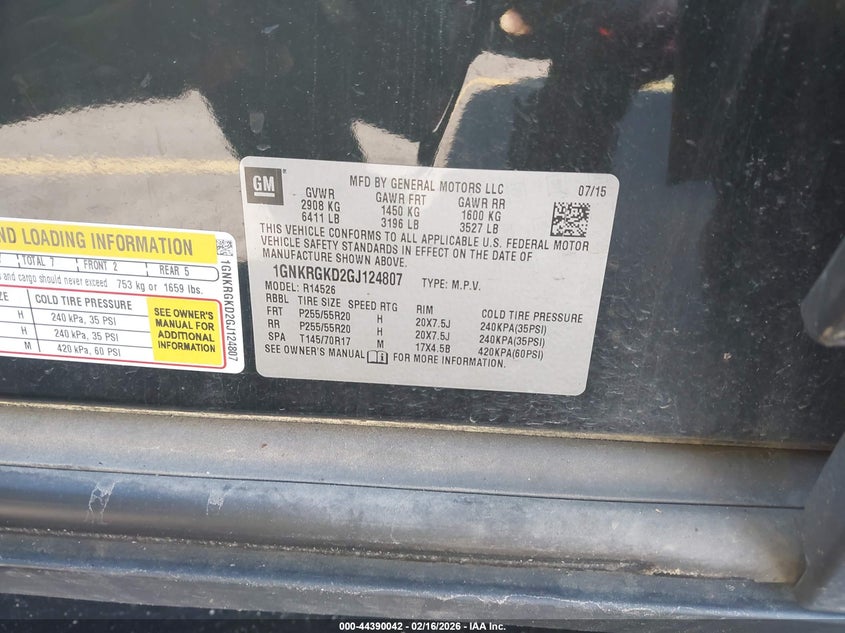 GM
MFD BY GENERAL MOTORS LLC 07/15
GVWR GAWR FRT GAWR RR
2908 KG 1450 KG 1600 KG
6411 LB 3196 LB 3527 LB
THIS VEHICLE CONFORMS TO ALL APPLICABLE U.S. FEDERAL MOTOR
VEHICLE SAFETY STANDARDS IN EFFECT ON THE DATE OF
MANUFACTURE SHOWN ABOVE.
1GNKRGKD2GJ124807 TYPE: M.P.V.
MODEL: R14526
RBBL TIRE SIZE SPEED RTG RIM COLD TIRE PRESSURE
FRT P255/55R20 H 20X7.5J 240KPA(35PSI)
RR P255/55R20 H 20X7.5J 240KPA(35PSI)
SPA T145/70R17 17X4.5B 420KPA(60PSI)
SEE OWNER'S MANUAL FOR MORE INFORMATION.
ND LOADING INFORMATION
TOTAL 7 FRONT 2 REAR 5
s and cargo should never exceed 753 kg or 1659 lbs.
SIZE COLD TIRE PRESSURE
H 240 kPa, 35 PSI
H 240 kPa, 35 PSI
M 420 kPa, 60 PSI
SEE OWNER'S
MANUAL FOR
ADDITIONAL
INFORMATION
1GNKRGKD2GJ124807
000-44390042 - 02/16/2026 - IAA Inc.